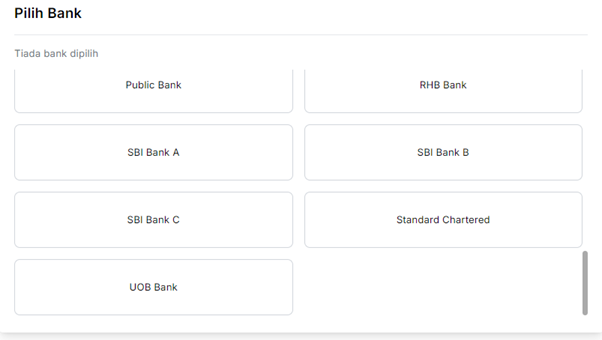 Pilih Bank
Tiada bank dipilih
Public Bank
RHB Bank
SBI Bank A
SBI Bank B
SBI Bank C
Standard Chartered
UOB Bank